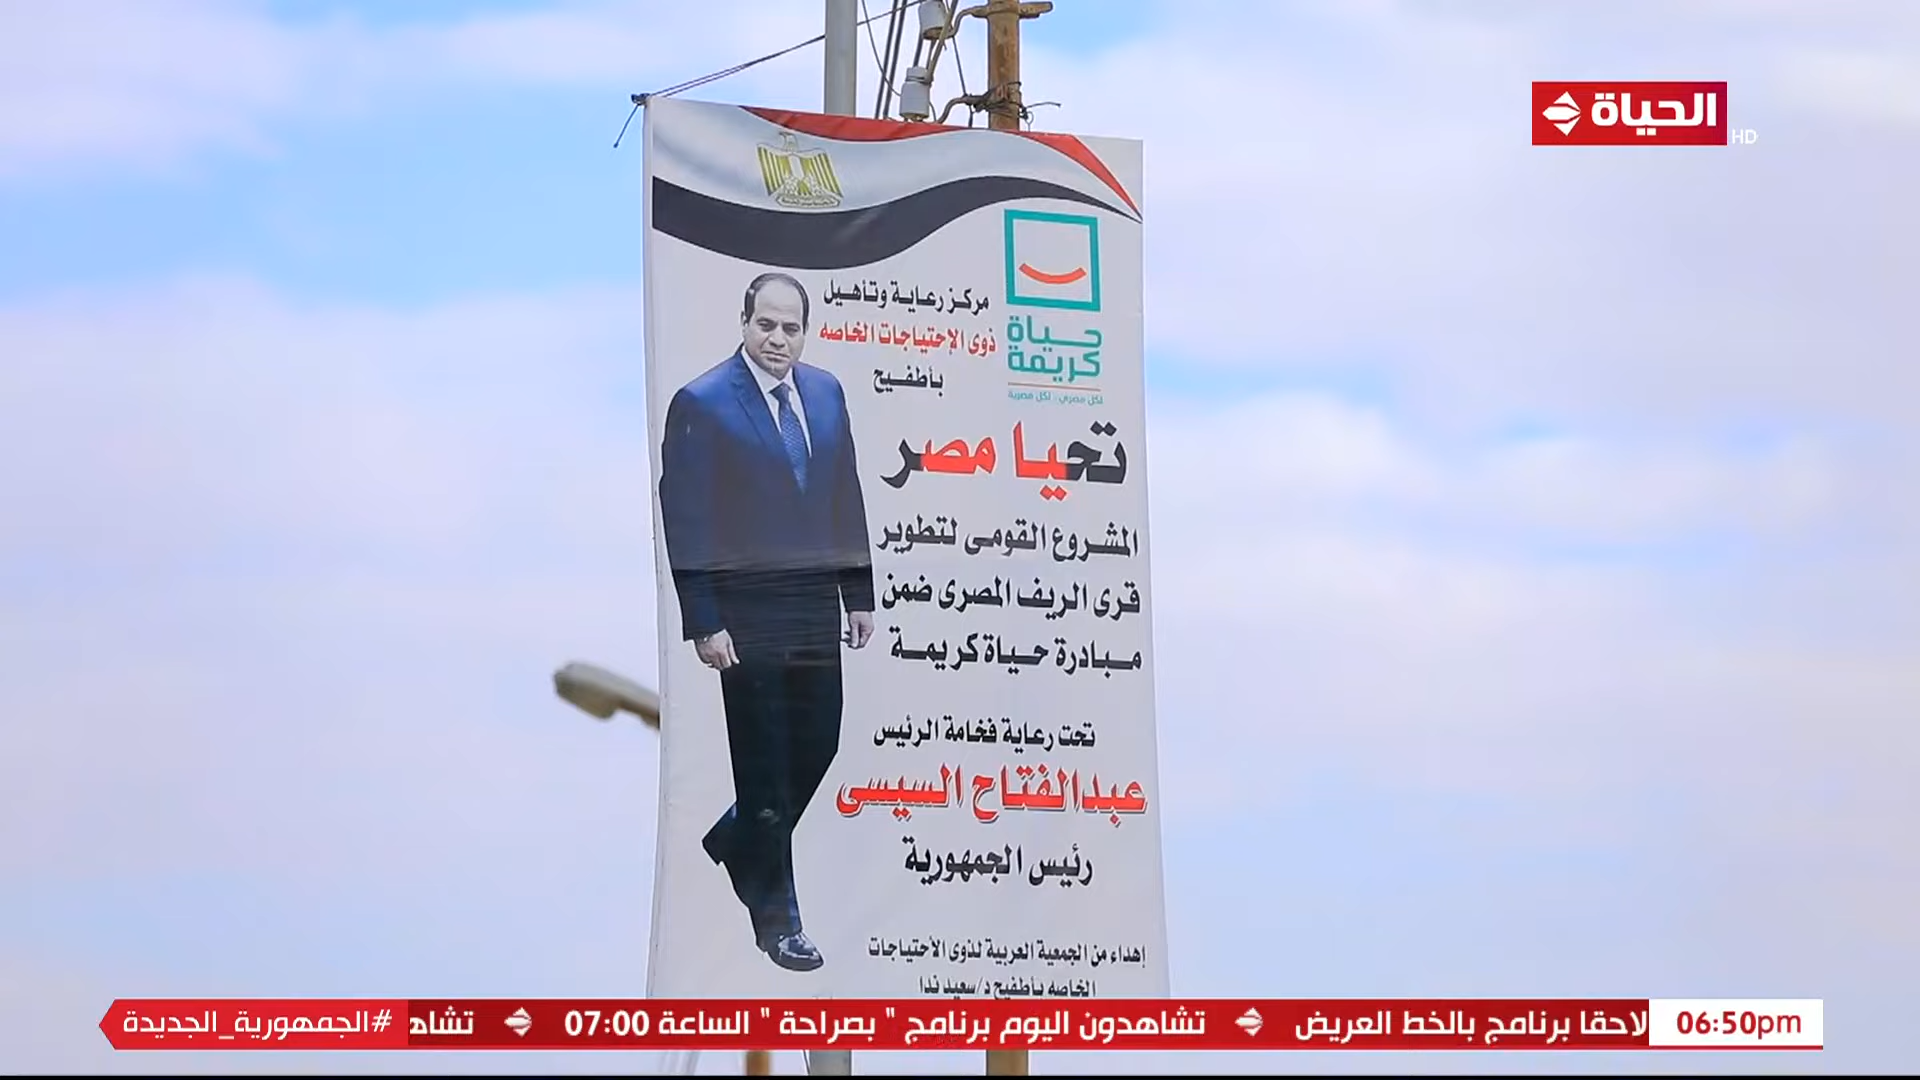 الحياة
HD
مركز رعاية وتأهيل
ذوى الإحتياجات الخاصه
بأطفيح
حياة
كريمة
لكل مصري - لكل مصرية
تحيا مصر
المشروع القومى لتطوير
قرى الريف المصرى ضمن
مبادرة حياة كريمة
تحت رعاية فخامة الرئيس
عبدالفتاح السيسى
رئيس الجمهورية
إهداء من الجمعية العربية لذوى الأحتياجات
الخاصه بأطفيح د/سعيد ندا
06:50pm
لاحقا برنامج بالخط العريض تشاهدون اليوم برنامج " بصراحة " الساعة 07:00 تشاه
#الجمهورية_الجديدة